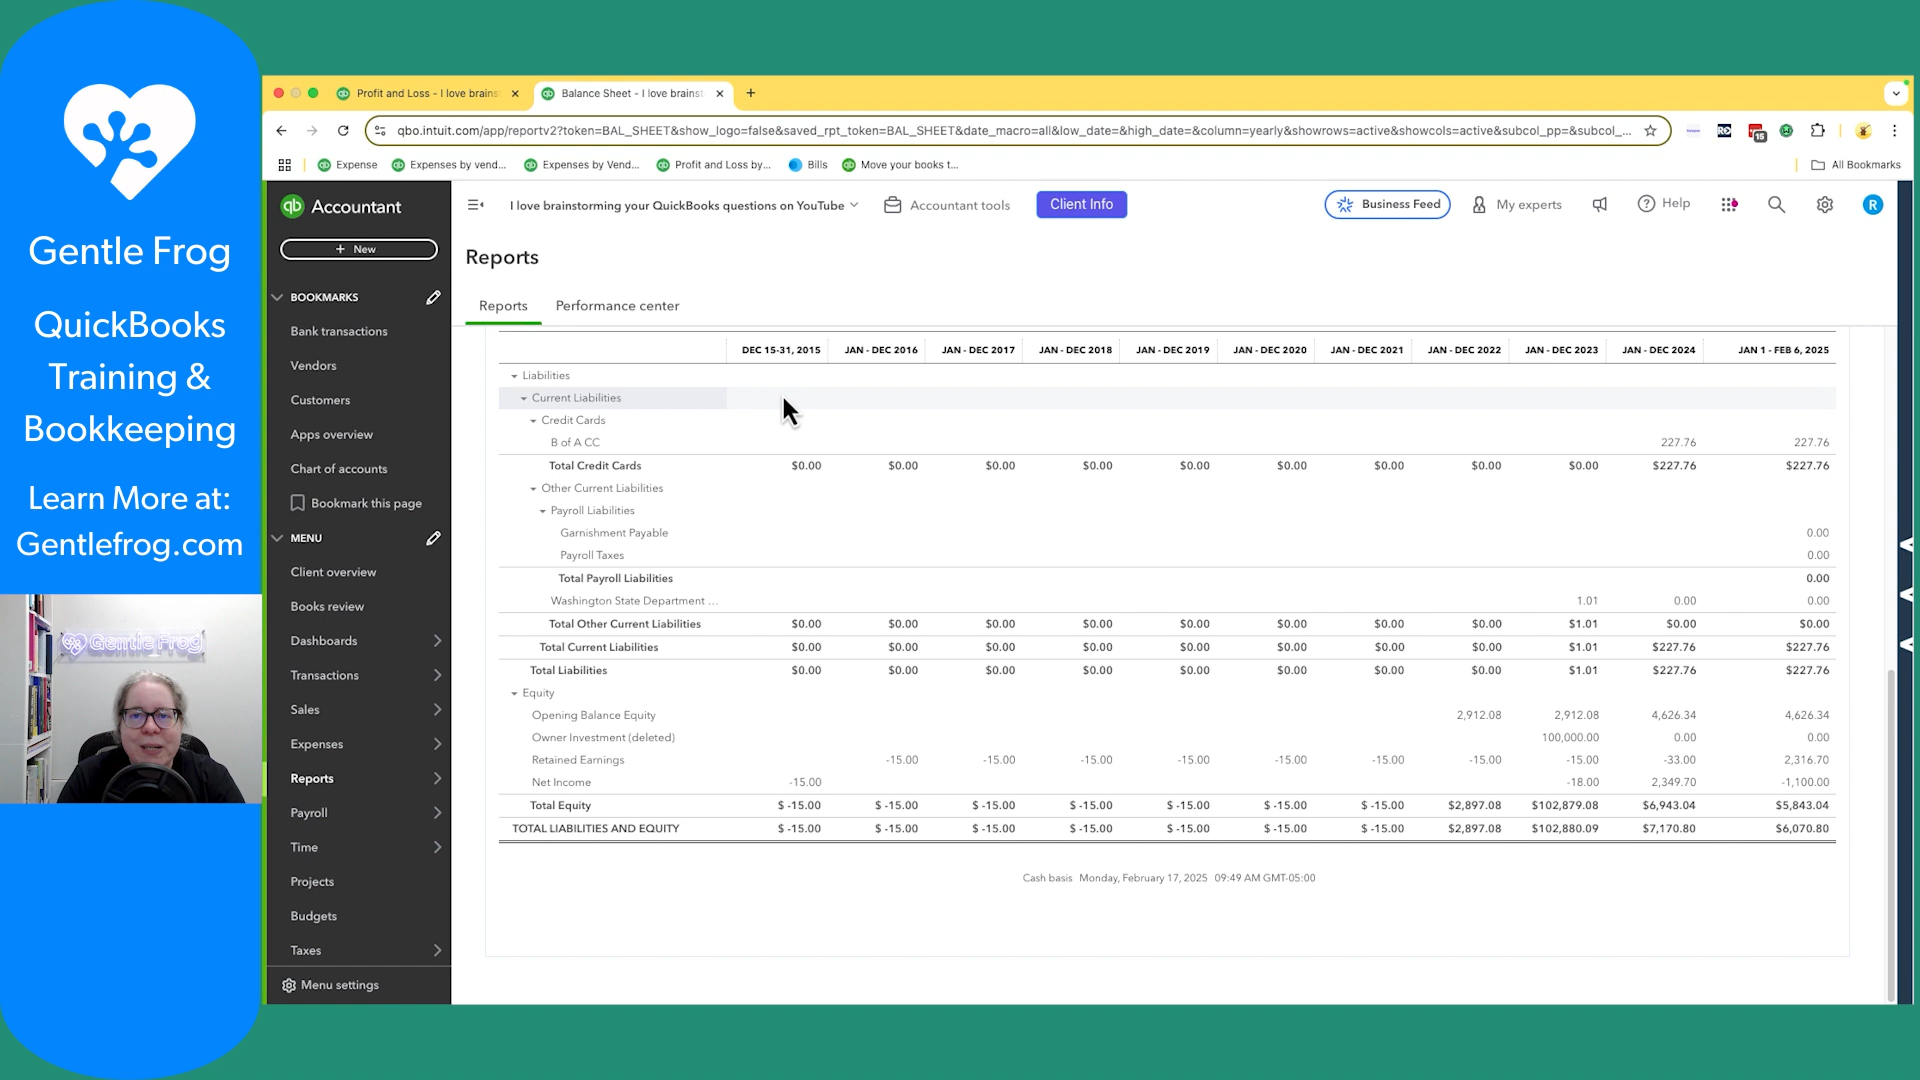 Gentle Frog
QuickBooks
Training &
Bookkeeping
Learn More at:
Gentlefrog.com
Gentle Frog
Profit and Loss - I love brains
Balance Sheet - I love brainst
qbo.intuit.com/app/reportv2?token=BAL_SHEET&show_logo=false&saved_rpt_token=BAL_SHEET&date_macro=all&low_date=&high_date=&column=yearly&showrows=active&showcols=active&subcol_pp=&subcol_...
15
Expense Expenses by vend... Expenses by Vend... Profit and Loss by... Bills Move your books t... All Bookmarks
qb Accountant
I love brainstorming your QuickBooks questions on YouTube Accountant tools Client Info Business Feed My experts Help R
+ New
BOOKMARKS
Bank transactions
Vendors
Customers
Apps overview
Chart of accounts
Bookmark this page
MENU
Client overview
Books review
Dashboards
Transactions
Sales
Expenses
Reports
Payroll
Time
Projects
Budgets
Taxes
Menu settings
Reports
Reports Performance center
DEC 15-31, 2015 JAN - DEC 2016 JAN - DEC 2017 JAN - DEC 2018 JAN - DEC 2019 JAN - DEC 2020 JAN - DEC 2021 JAN - DEC 2022 JAN - DEC 2023 JAN - DEC 2024 JAN 1 - FEB 6, 2025
Liabilities
Current Liabilities
Credit Cards
B of A CC 227.76 227.76
Total Credit Cards $0.00 $0.00 $0.00 $0.00 $0.00 $0.00 $0.00 $0.00 $0.00 $227.76 $227.76
Other Current Liabilities
Payroll Liabilities
Garnishment Payable 0.00
Payroll Taxes 0.00
Total Payroll Liabilities 0.00
Washington State Department ... 1.01 0.00 0.00
Total Other Current Liabilities $0.00 $0.00 $0.00 $0.00 $0.00 $0.00 $0.00 $0.00 $1.01 $0.00 $0.00
Total Current Liabilities $0.00 $0.00 $0.00 $0.00 $0.00 $0.00 $0.00 $0.00 $1.01 $227.76 $227.76
Total Liabilities $0.00 $0.00 $0.00 $0.00 $0.00 $0.00 $0.00 $0.00 $1.01 $227.76 $227.76
Equity
Opening Balance Equity 2,912.08 2,912.08 4,626.34 4,626.34
Owner Investment (deleted) 100,000.00 0.00 0.00
Retained Earnings -15.00 -15.00 -15.00 -15.00 -15.00 -15.00 -15.00 -15.00 -33.00 2,316.70
Net Income -15.00 -18.00 2,349.70 -1,100.00
Total Equity $ -15.00 $ -15.00 $ -15.00 $ -15.00 $ -15.00 $ -15.00 $ -15.00 $2,897.08 $102,879.08 $6,943.04 $5,843.04
TOTAL LIABILITIES AND EQUITY $ -15.00 $ -15.00 $ -15.00 $ -15.00 $ -15.00 $ -15.00 $ -15.00 $2,897.08 $102,880.09 $7,170.80 $6,070.80
Cash basis Monday, February 17, 2025 09:49 AM GMT-05:00